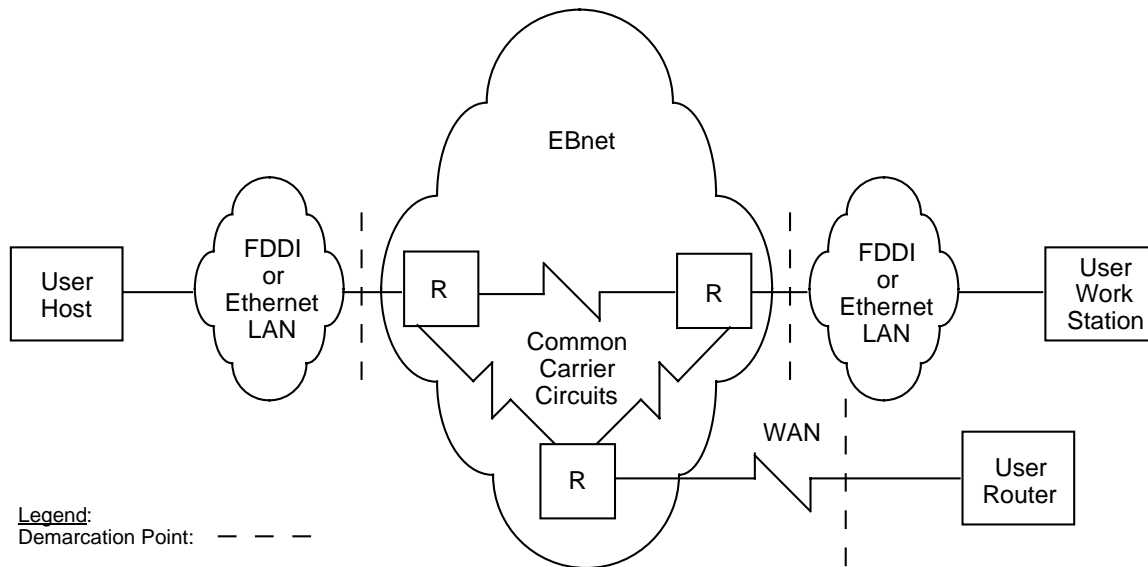 EBnet
User
Host
FDDI
or
Ethernet
LAN
R
R
FDDI
or
Ethernet
LAN
User
Work
Station
Common
Carrier
Circuits
R
WAN
User
Router
Legend:
Demarcation Point: